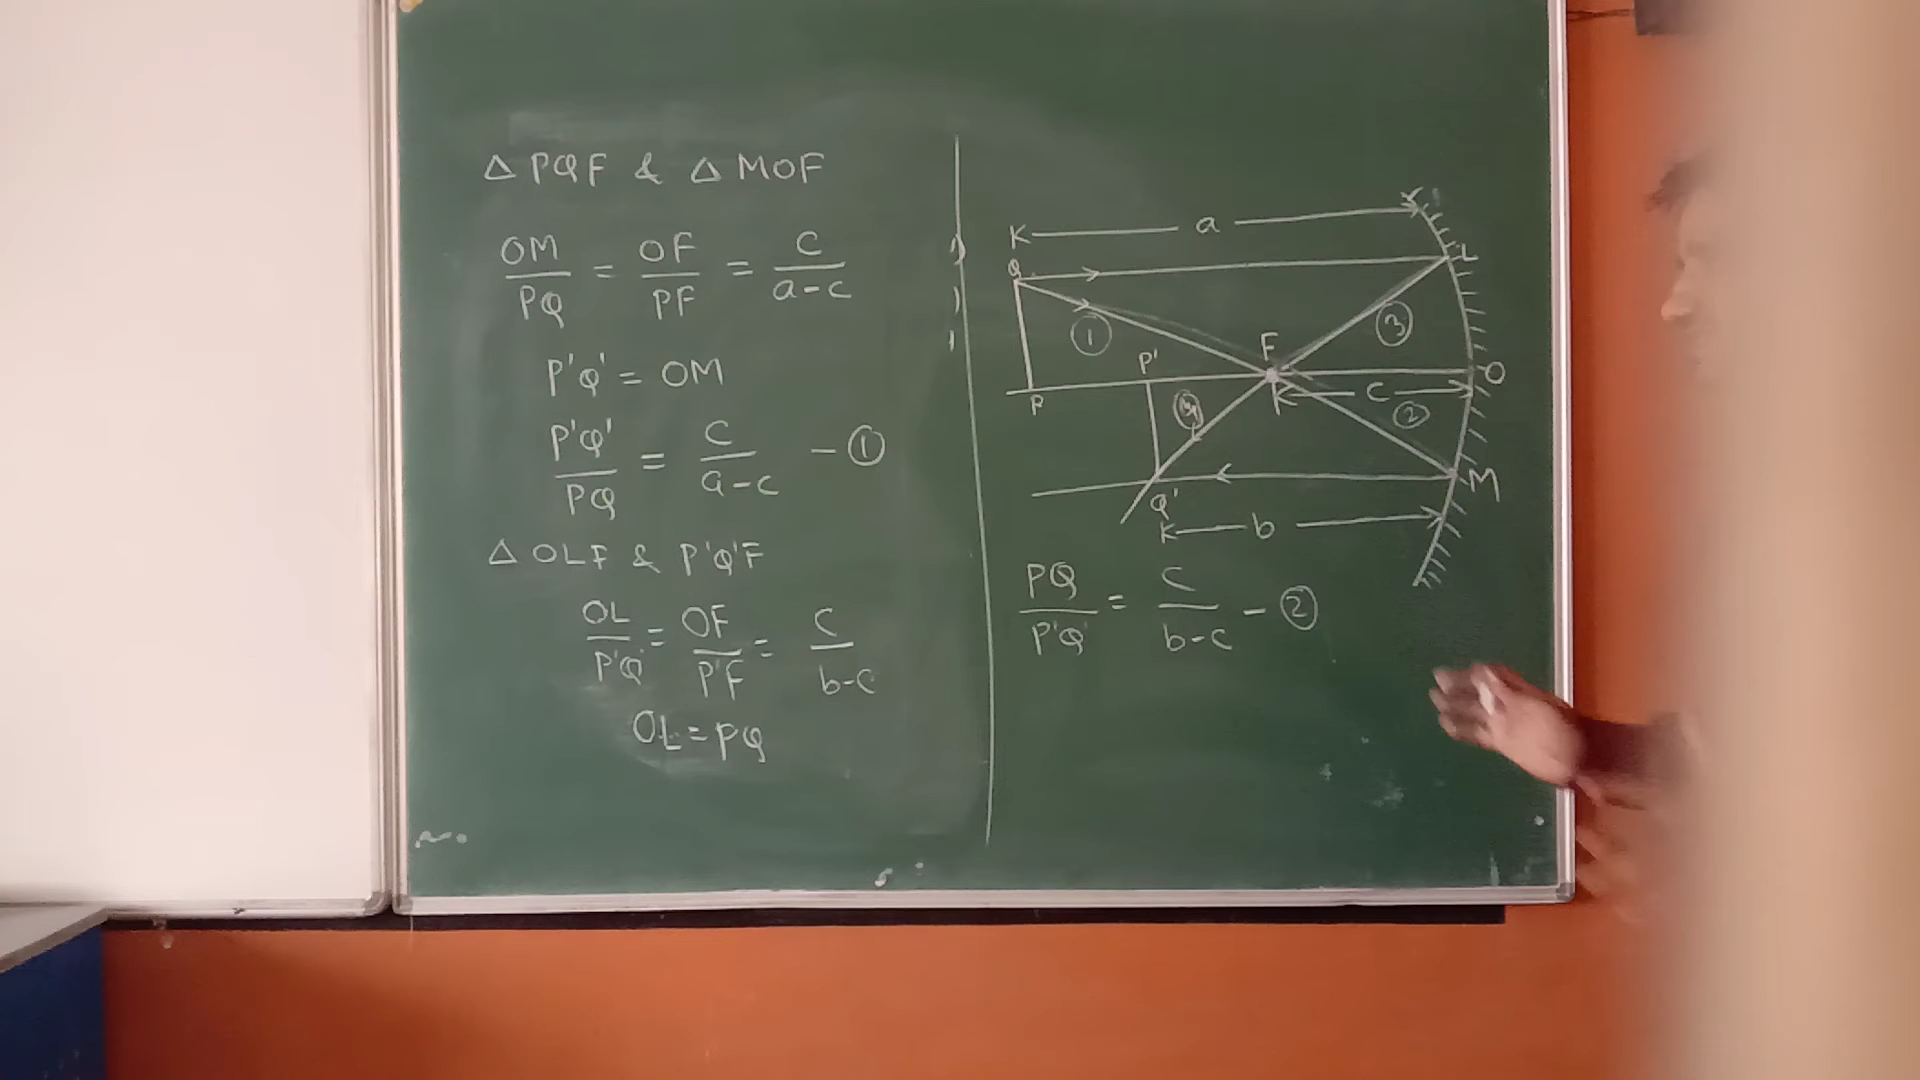 △ PQF & △ MOF
OM/PQ = OF/PF = C/a-c
P'Q' = OM
P'Q'/PQ = C/a-c - ①
△ OLF & P'Q'F
OL/P'Q' = OF/P'F = C/b-c
OL = PQ
K a
Q L
① ③
P' F O
P K C
④ ②
M
Q'
K b
PQ/P'Q' = C/b-c - ②